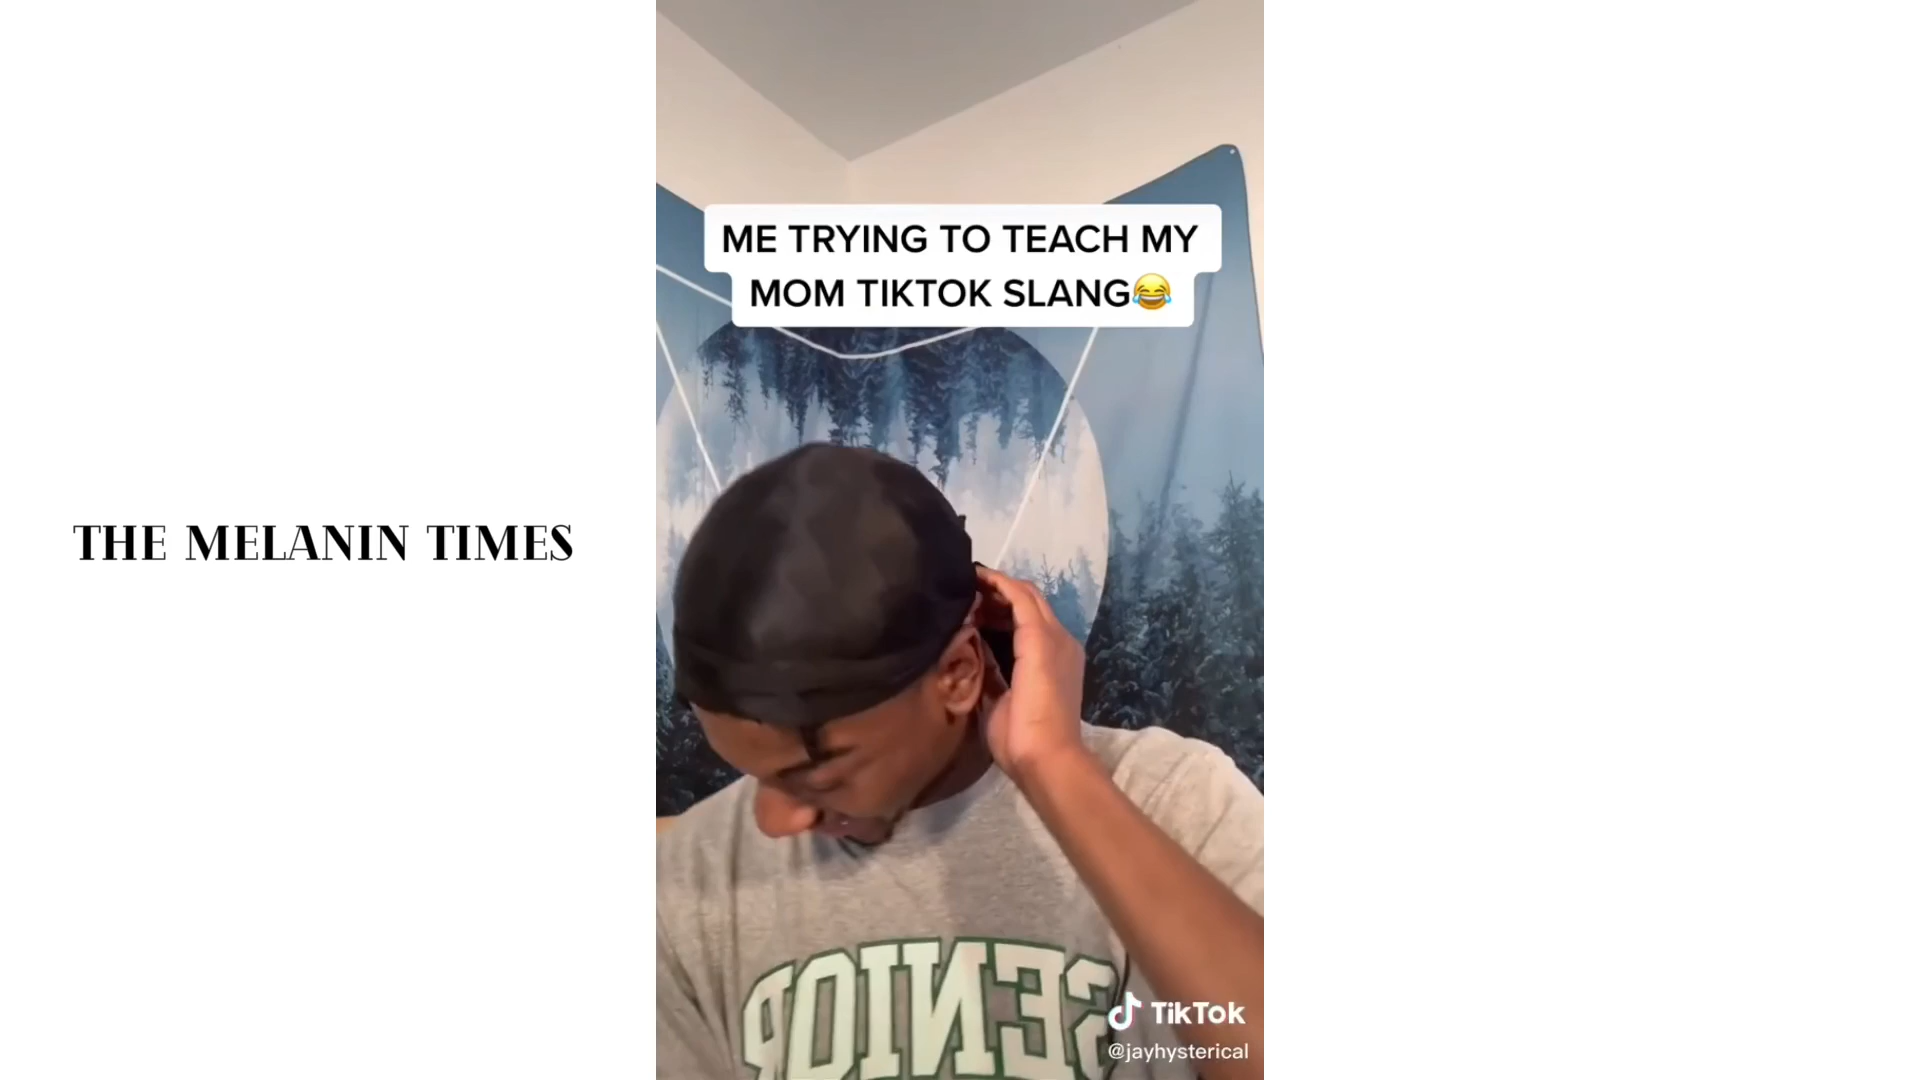 THE MELANIN TIMES
ME TRYING TO TEACH MY
MOM TIKTOK SLANG😂
SENIOR
TikTok
@jayhysterical